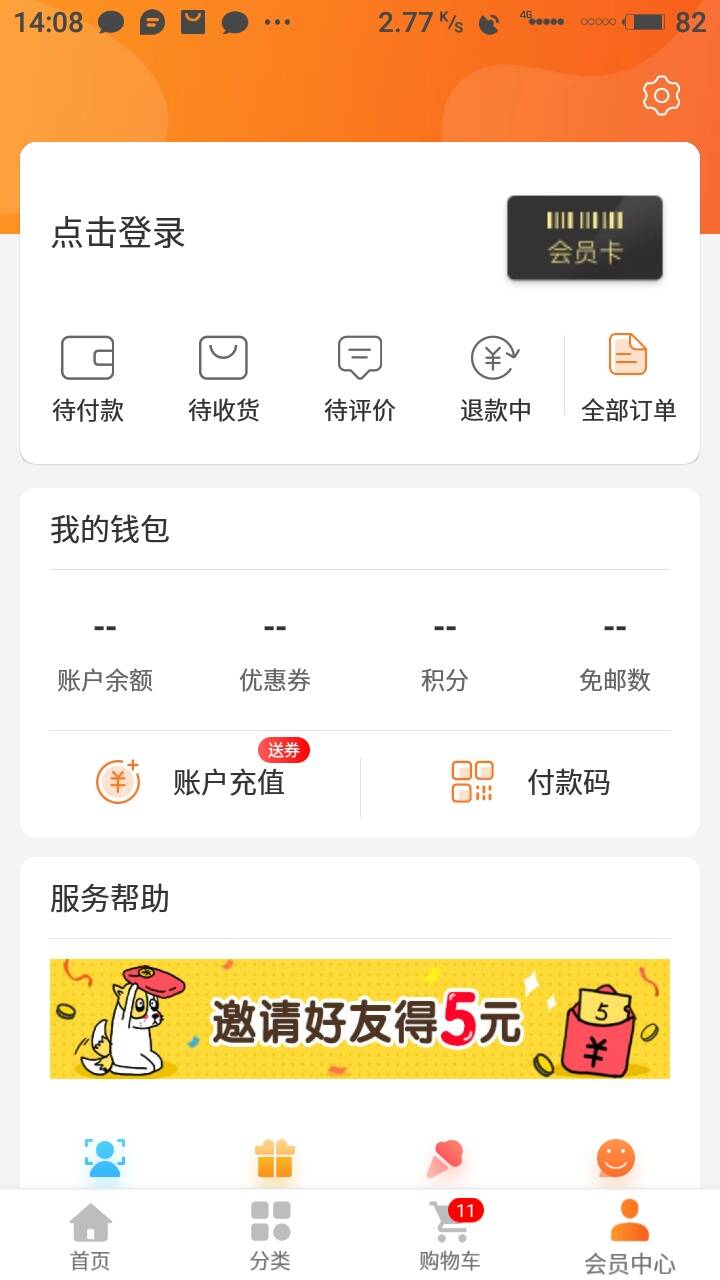 14:08 2.77 K/s 4G 82
点击登录
会员卡
待付款 待收货 待评价 退款中 全部订单
我的钱包
-- -- -- --
账户余额 优惠券 积分 免邮数
送券
账户充值 付款码
服务帮助
邀请好友得5元
5
¥
11
首页 分类 购物车 会员中心